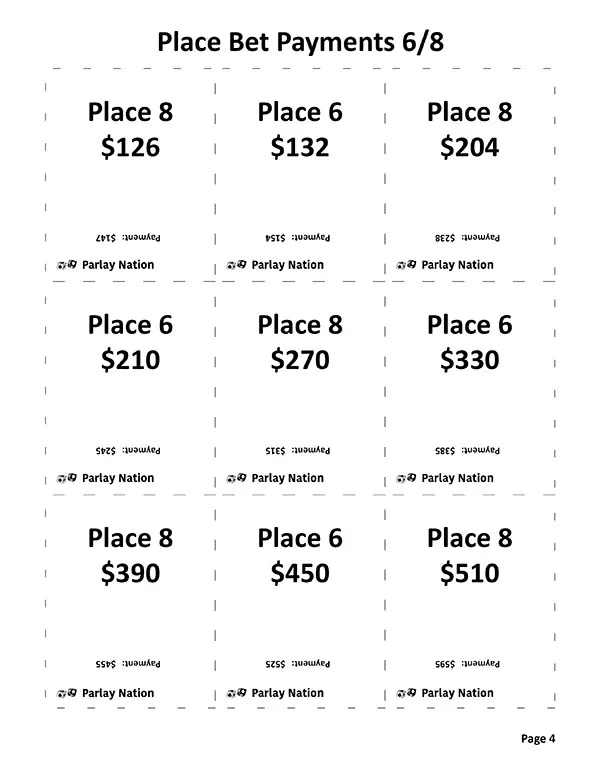 Place Bet Payments 6/8
Place 8
$126
Payment: $147
Parlay Nation
Place 6
$132
Payment: $154
Parlay Nation
Place 8
$204
Payment: $238
Parlay Nation
Place 6
$210
Payment: $245
Parlay Nation
Place 8
$270
Payment: $315
Parlay Nation
Place 6
$330
Payment: $385
Parlay Nation
Place 8
$390
Payment: $455
Parlay Nation
Place 6
$450
Payment: $525
Parlay Nation
Place 8
$510
Payment: $595
Parlay Nation
Page 4